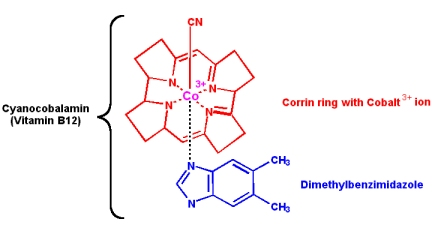 CN
3+
N
N
Co
N
N
Corrin ring with Cobalt 3+ ion
Cyanocobalamin
(Vitamin B12)
N
CH3
Dimethylbenzimidazole
N
CH3